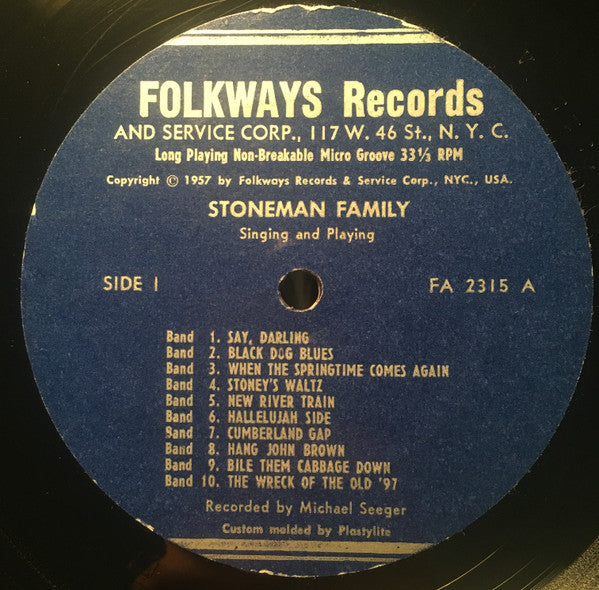 FOLKWAYS Records
AND SERVICE CORP., 117 W. 46 St., N. Y. C.
Long Playing Non-Breakable Micro Groove 33⅓ RPM
Copyright © 1957 by Folkways Records & Service Corp., NYC., USA.
STONEMAN FAMILY
Singing and Playing
SIDE I FA 2315 A
Band 1. SAY, DARLING
Band 2. BLACK DOG BLUES
Band 3. WHEN THE SPRINGTIME COMES AGAIN
Band 4. STONEY'S WALTZ
Band 5. NEW RIVER TRAIN
Band 6. HALLELUJAH SIDE
Band 7. CUMBERLAND GAP
Band 8. HANG JOHN BROWN
Band 9. BILE THEM CABBAGE DOWN
Band 10. THE WRECK OF THE OLD '97
Recorded by Michael Seeger
Custom molded by Plastylite